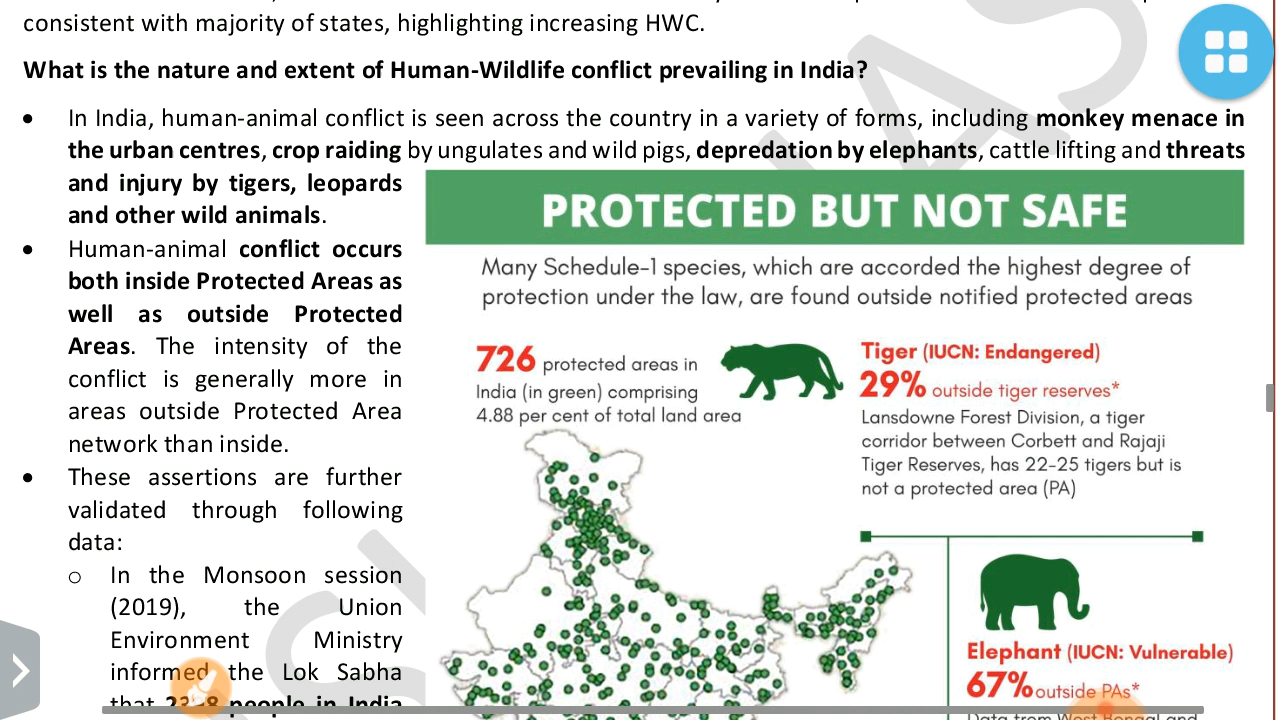 consistent with majority of states, highlighting increasing HWC.
What is the nature and extent of Human-Wildlife conflict prevailing in India?
• In India, human-animal conflict is seen across the country in a variety of forms, including monkey menace in
the urban centres, crop raiding by ungulates and wild pigs, depredation by elephants, cattle lifting and threats
and injury by tigers, leopards
and other wild animals.
• Human-animal conflict occurs
both inside Protected Areas as
well as outside Protected
Areas. The intensity of the
conflict is generally more in
areas outside Protected Area
network than inside.
• These assertions are further
validated through following
data:
o In the Monsoon session
(2019), the Union
Environment Ministry
informed the Lok Sabha
that people in India
PROTECTED BUT NOT SAFE
Many Schedule-1 species, which are accorded the highest degree of
protection under the law, are found outside notified protected areas
726 protected areas in
India (in green) comprising
4.88 per cent of total land area
Tiger (IUCN: Endangered)
29% outside tiger reserves*
Lansdowne Forest Division, a tiger
corridor between Corbett and Rajaji
Tiger Reserves, has 22-25 tigers but is
not a protected area (PA)
Elephant (IUCN: Vulnerable)
67% outside PAs*
Data from West Bengal and